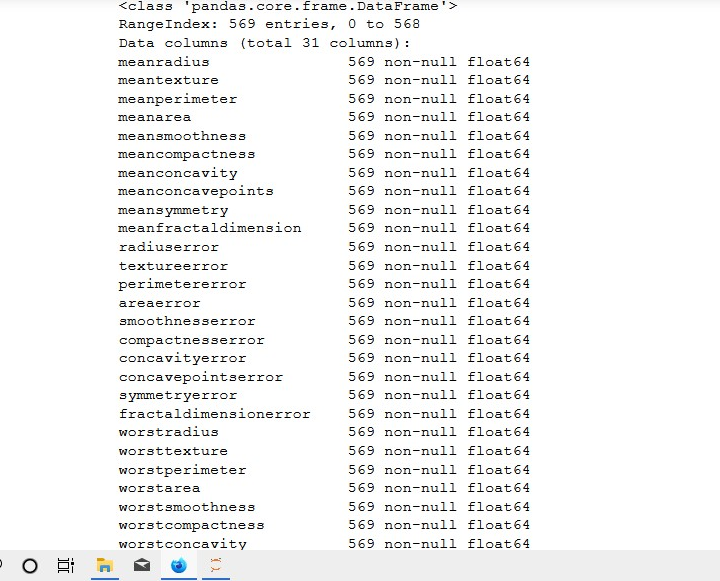 <class 'pandas.core.frame.DataFrame'>
RangeIndex: 569 entries, 0 to 568
Data columns (total 31 columns):
meanradius 569 non-null float64
meantexture 569 non-null float64
meanperimeter 569 non-null float64
meanarea 569 non-null float64
meansmoothness 569 non-null float64
meancompactness 569 non-null float64
meanconcavity 569 non-null float64
meanconcavepoints 569 non-null float64
meansymmetry 569 non-null float64
meanfractaldimension 569 non-null float64
radiuserror 569 non-null float64
textureerror 569 non-null float64
perimetererror 569 non-null float64
areaerror 569 non-null float64
smoothnesserror 569 non-null float64
compactnesserror 569 non-null float64
concavityerror 569 non-null float64
concavepointserror 569 non-null float64
symmetryerror 569 non-null float64
fractaldimensionerror 569 non-null float64
worstradius 569 non-null float64
worsttexture 569 non-null float64
worstperimeter 569 non-null float64
worstarea 569 non-null float64
worstsmoothness 569 non-null float64
worstcompactness 569 non-null float64
worstconcavity 569 non-null float64